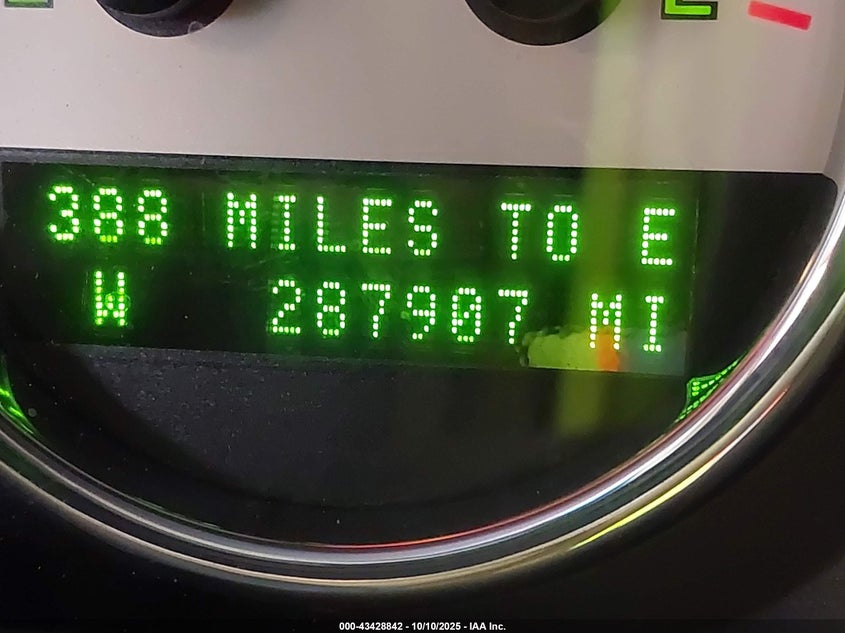 388 MILES TO E
W 287907 MI
000-43428842 - 10/10/2025 - IAA Inc.